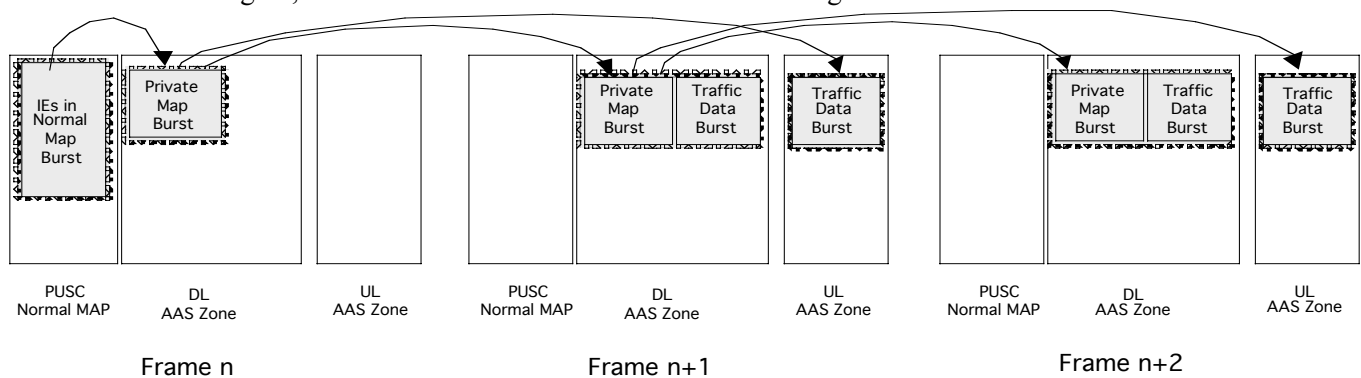 IEs in
Normal
Map
Burst
Private
Map
Burst
Private
Map
Burst
Traffic
Data
Burst
Traffic
Data
Burst
Private
Map
Burst
Traffic
Data
Burst
Traffic
Data
Burst
PUSC
Normal MAP
DL
AAS Zone
UL
AAS Zone
PUSC
Normal MAP
DL
AAS Zone
UL
AAS Zone
PUSC
Normal MAP
DL
AAS Zone
UL
AAS Zone
Frame n
Frame n+1
Frame n+2